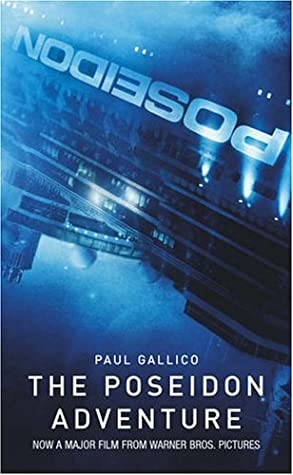 POSEIDON
PAUL GALLICO
THE POSEIDON
ADVENTURE
NOW A MAJOR FILM FROM WARNER BROS. PICTURES